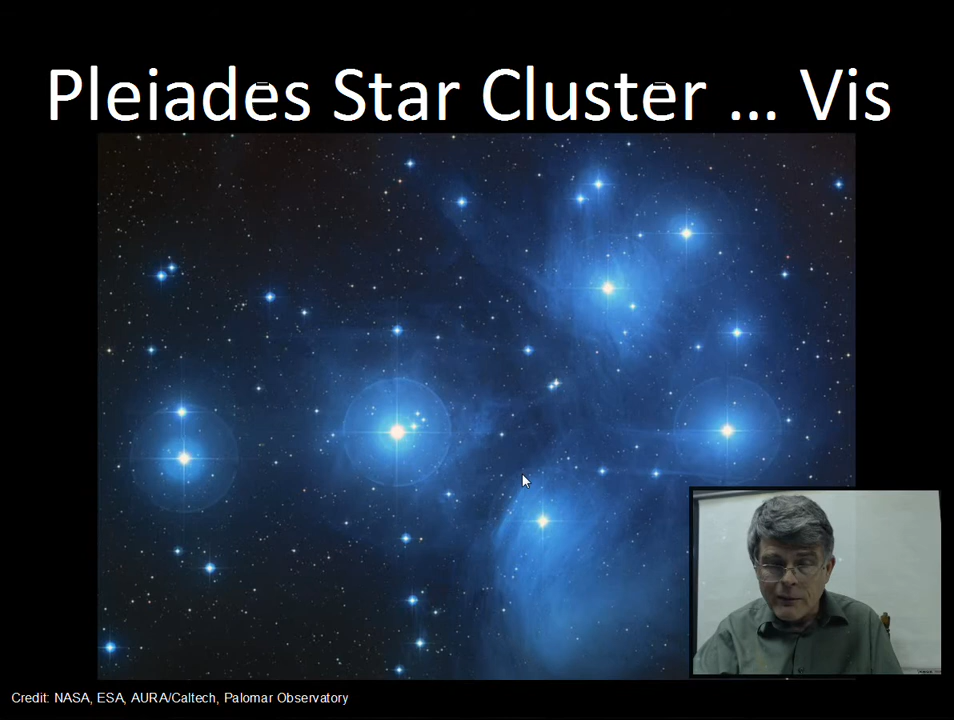 Pleiades Star Cluster ... Vis
Credit: NASA, ESA, AURA/Caltech, Palomar Observatory